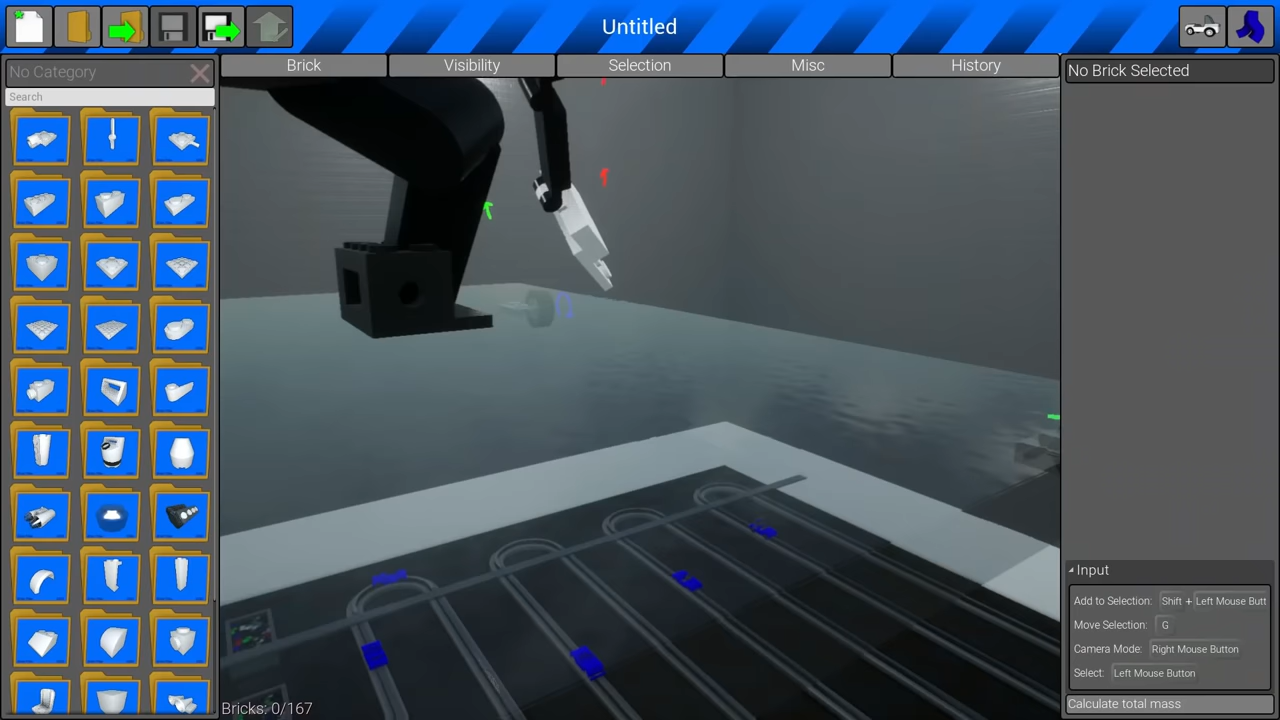 Untitled
No Category
Search
Brick
Visibility
Selection
Misc
History
No Brick Selected
Bricks: 0/167
Input
Add to Selection: Shift + Left Mouse Butt
Move Selection: G
Camera Mode: Right Mouse Button
Select: Left Mouse Button
Calculate total mass